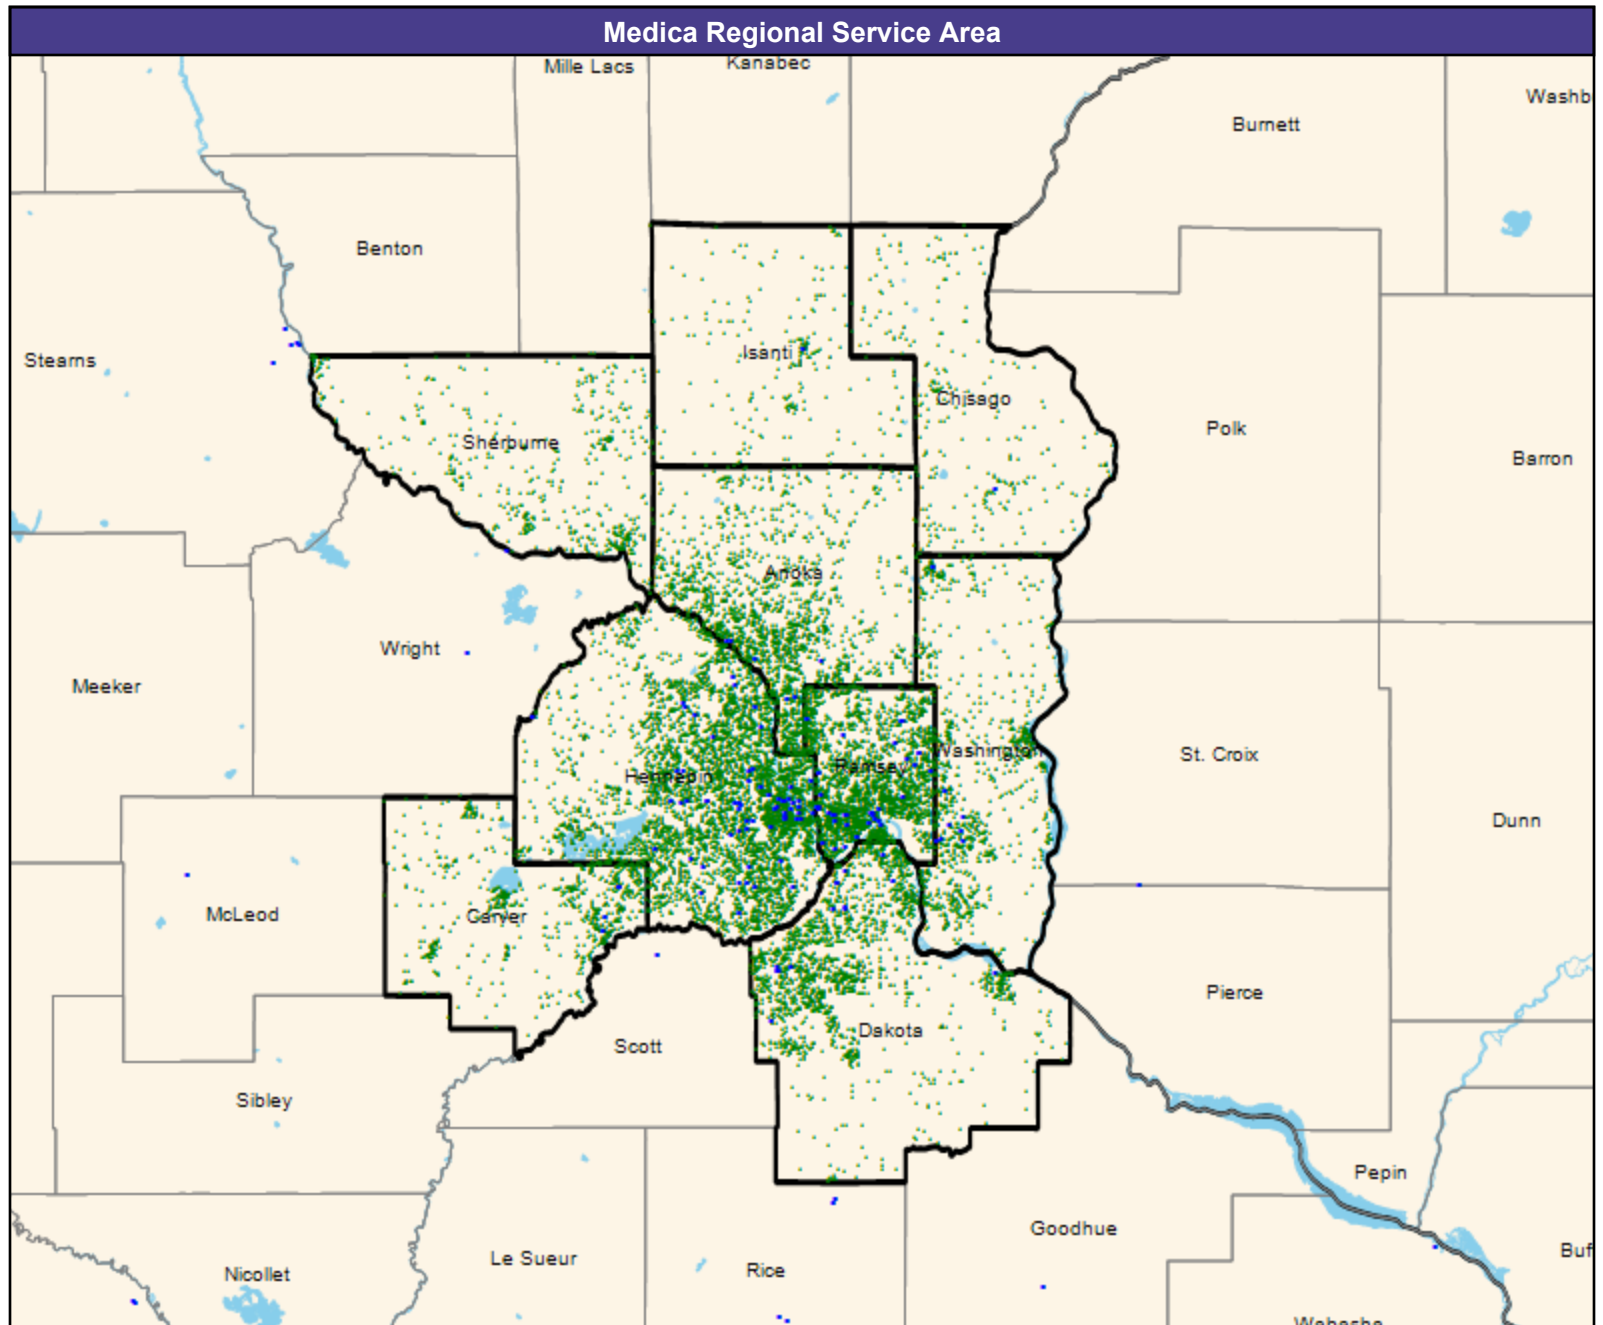 Medica Regional Service Area
Mille Lacs
Kanabec
Washb
Burnett
Benton
Stearns
Isanti
Chisago
Polk
Sherburne
Barron
Anoka
Wright
Meeker
Washington
St. Croix
Hennepin
Ramsey
Dunn
McLeod
Carver
Pierce
Dakota
Scott
Sibley
Pepin
Goodhue
Buf
Le Sueur
Rice
Nicollet
Wabasha